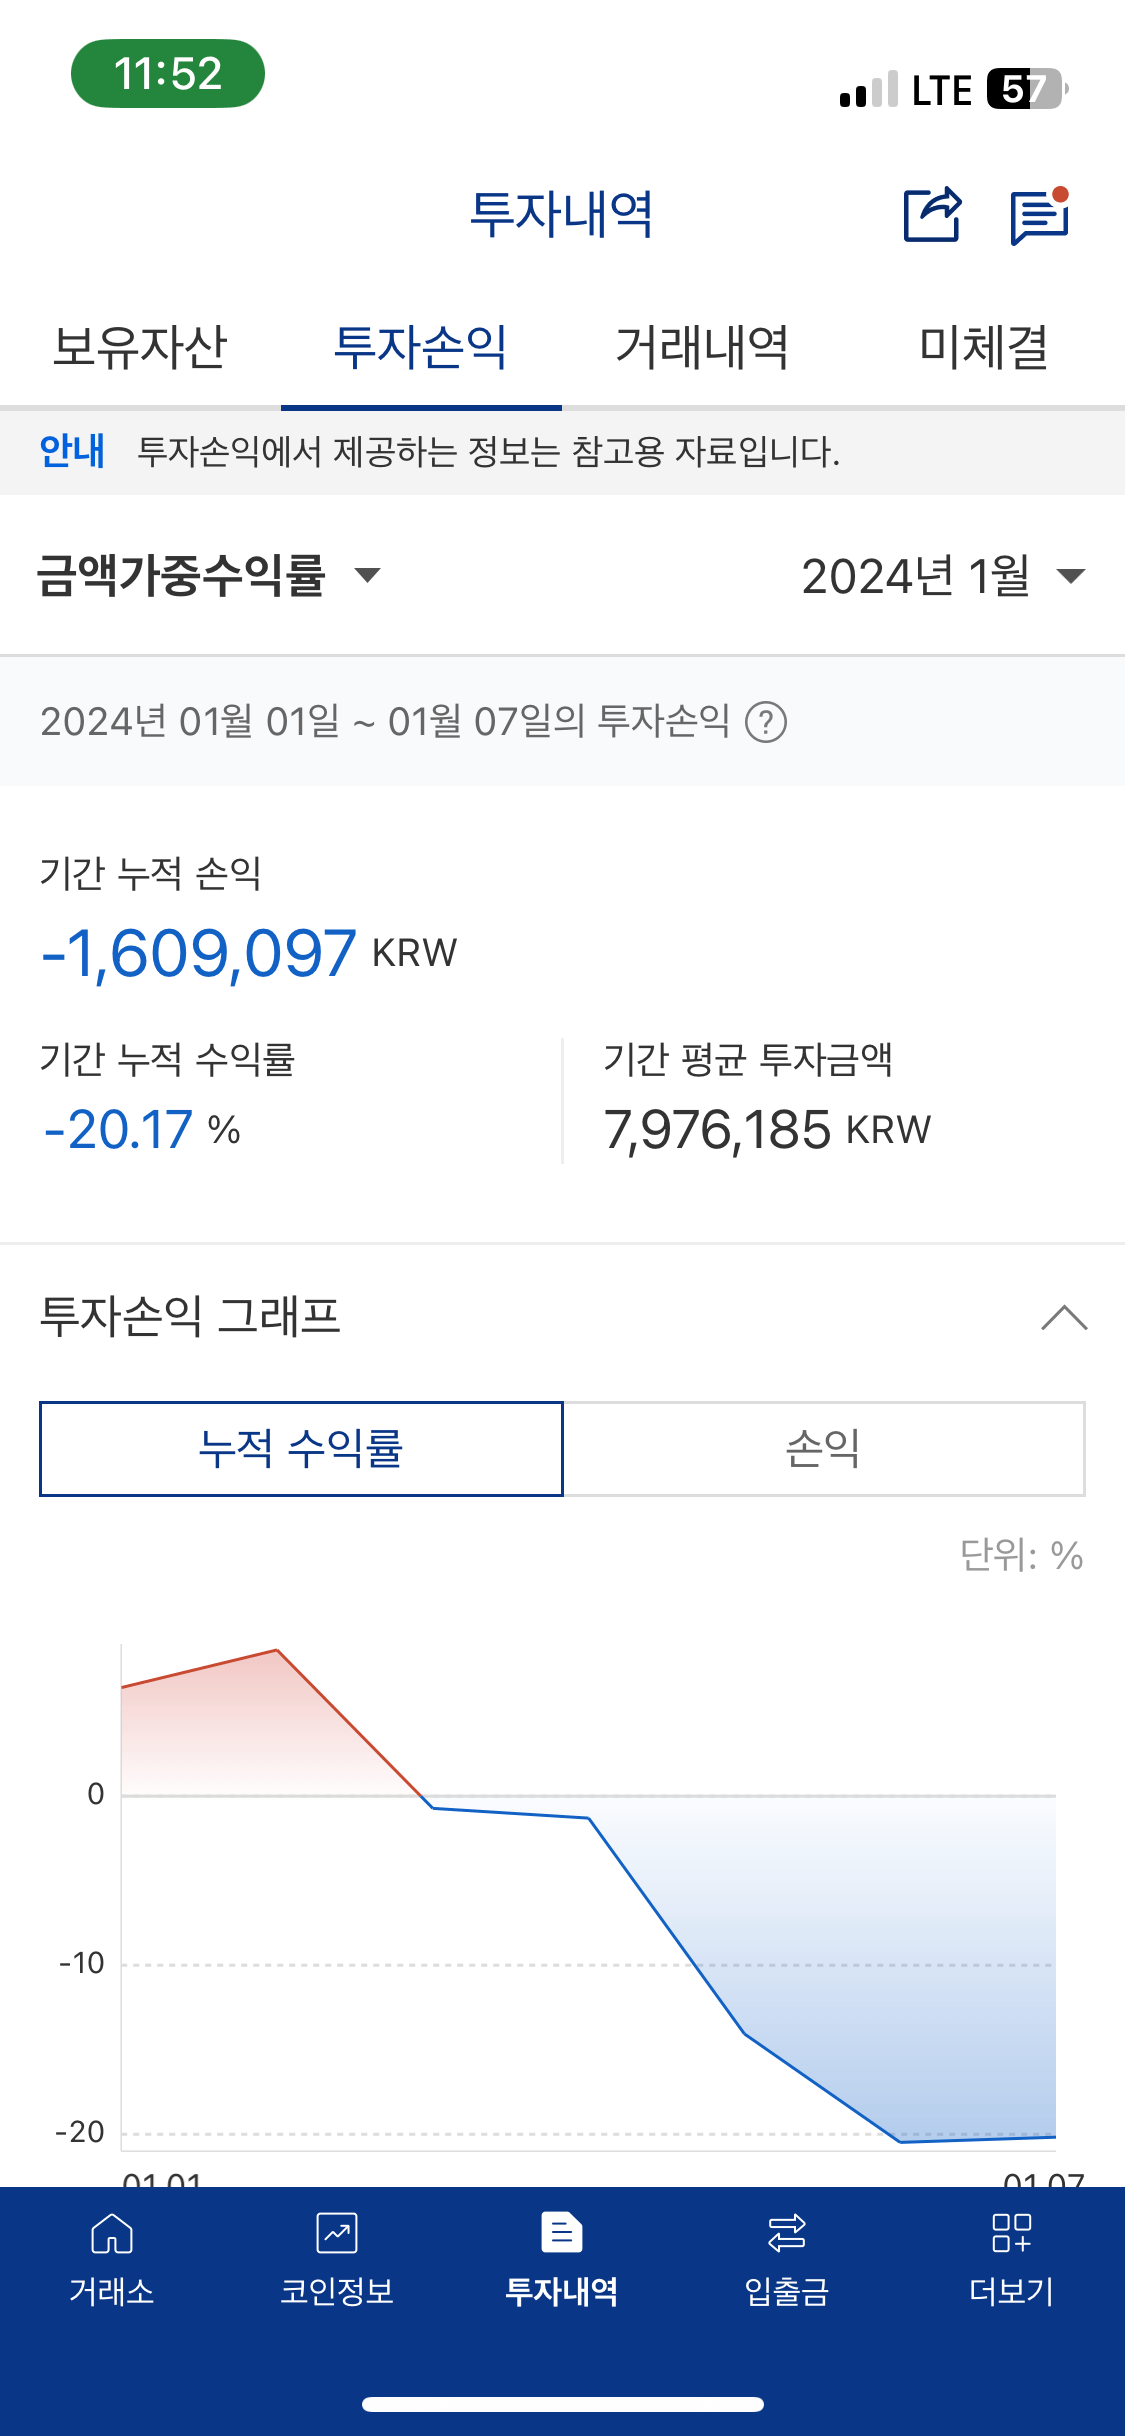 11:52
LTE 57
투자내역
보유자산 투자손익 거래내역 미체결
안내 투자손익에서 제공하는 정보는 참고용 자료입니다.
금액가중수익률 2024년 1월
2024년 01월 01일 ~ 01월 07일의 투자손익 ?
기간 누적 손익
-1,609,097 KRW
기간 누적 수익률 기간 평균 투자금액
-20.17 % 7,976,185 KRW
투자손익 그래프
누적 수익률 손익
단위: %
0
-10
-20
01.01 01.07
거래소 코인정보 투자내역 입출금 더보기